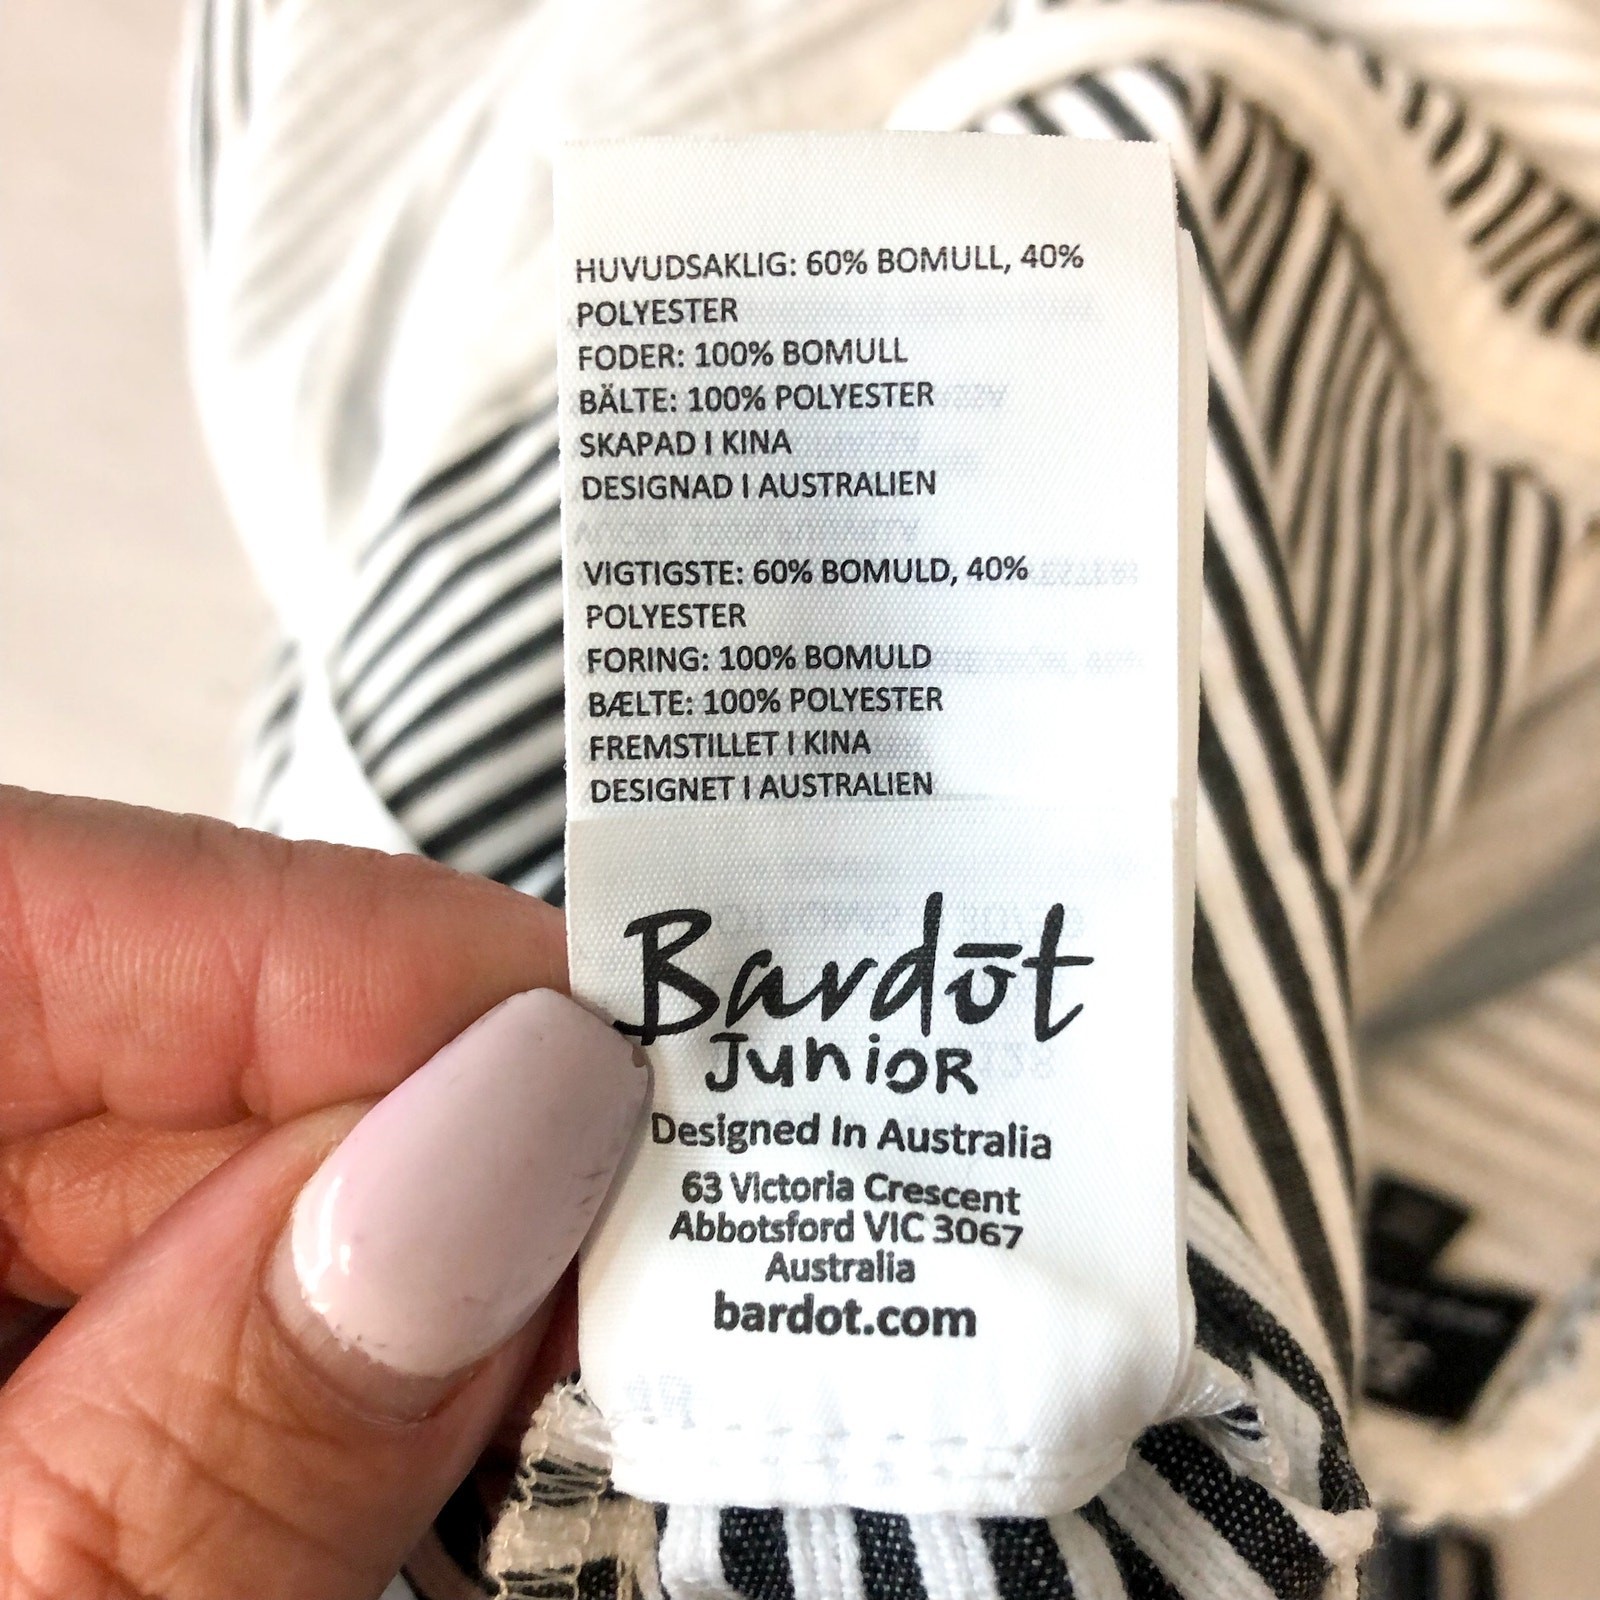 HUVUDSAKLIG: 60% BOMULL, 40%
POLYESTER
FODER: 100% BOMULL
BÄLTE: 100% POLYESTER
SKAPAD I KINA
DESIGNAD I AUSTRALIEN
VIGTIGSTE: 60% BOMULD, 40%
POLYESTER
FORING: 100% BOMULD
BÆLTE: 100% POLYESTER
FREMSTILLET I KINA
DESIGNET I AUSTRALIEN
Bardōt
JuniOR
Designed In Australia
63 Victoria Crescent
Abbotsford VIC 3067
Australia
bardot.com